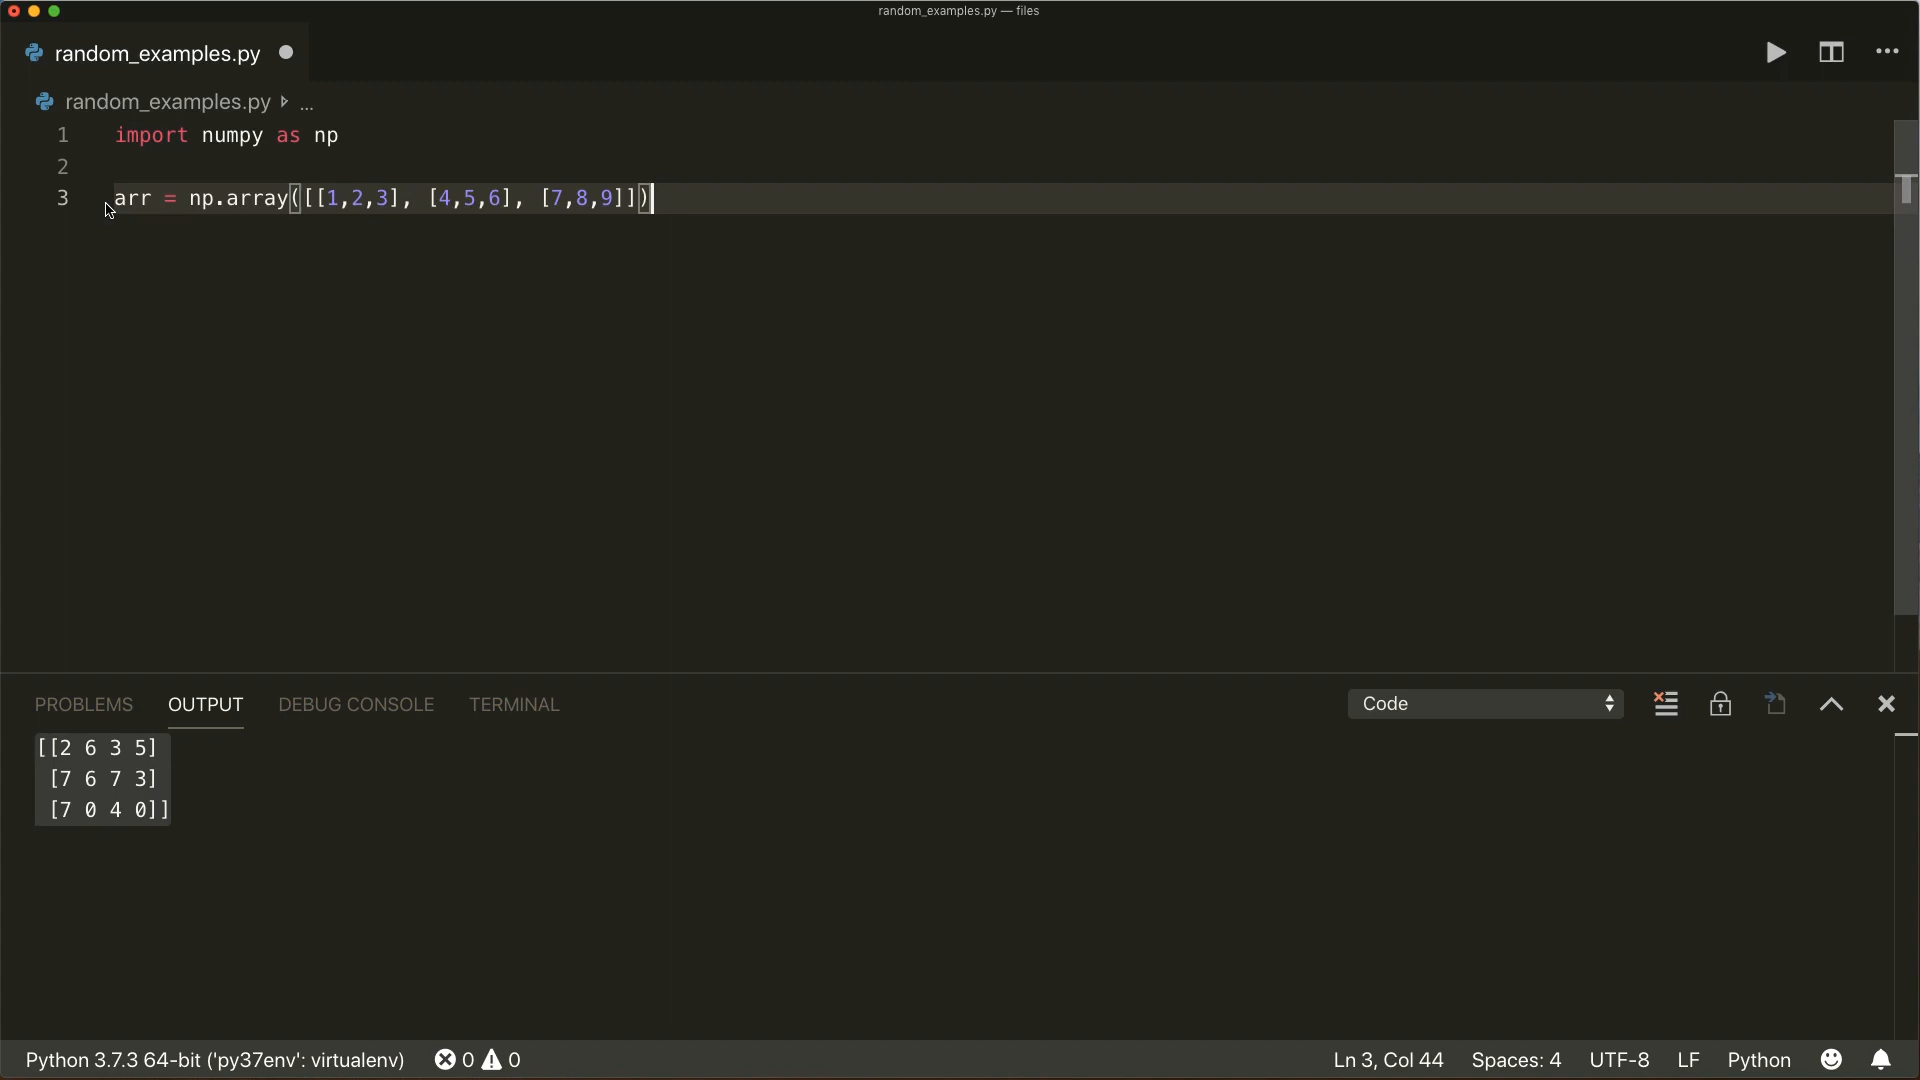 random_examples.py — files
random_examples.py
random_examples.py ...
1 import numpy as np
2
3 arr = np.array([[1,2,3], [4,5,6], [7,8,9]])
PROBLEMS OUTPUT DEBUG CONSOLE TERMINAL Code
[[2 6 3 5]
[7 6 7 3]
[7 0 4 0]]
Python 3.7.3 64-bit ('py37env': virtualenv) 0 0 Ln 3, Col 44 Spaces: 4 UTF-8 LF Python